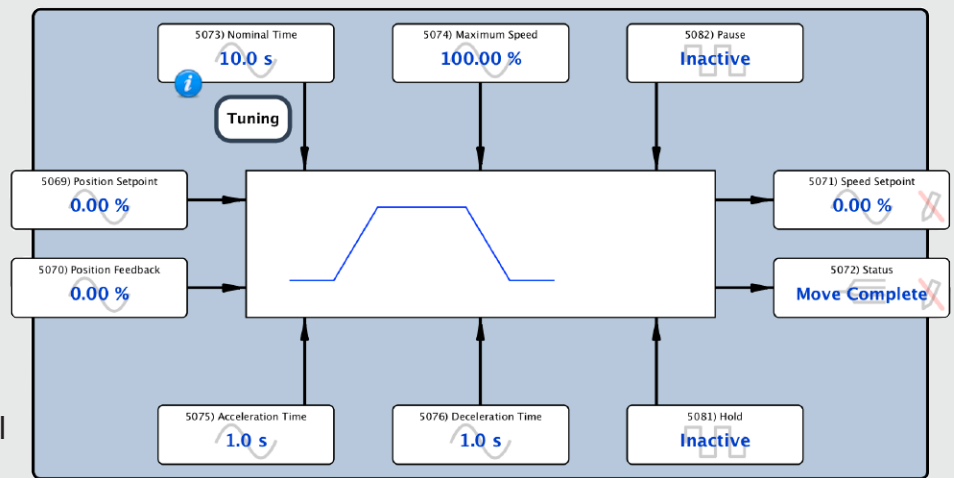 5073) Nominal Time
10.0 s
5074) Maximum Speed
100.00 %
5082) Pause
Inactive
i
Tuning
5069) Position Setpoint
0.00 %
5071) Speed Setpoint
0.00 %
5070) Position Feedback
0.00 %
5072) Status
Move Complete
5075) Acceleration Time
1.0 s
5076) Deceleration Time
1.0 s
5081) Hold
Inactive